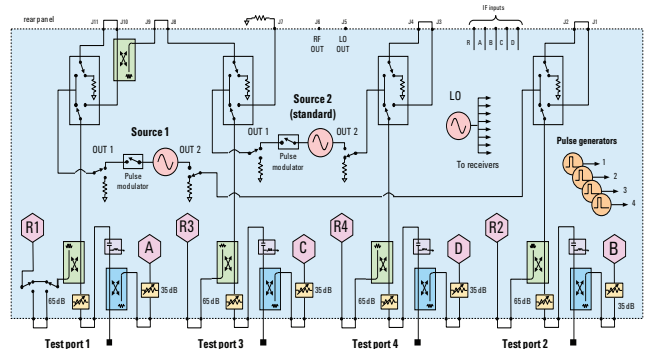 rear panel
J11 J10 J9 J8 J7 J6 J5 J4 J3 J2 J1
RF OUT
LO OUT
IF inputs
R A B C D
Source 1
OUT 1
OUT 2
Pulse modulator
Source 2
(standard)
OUT 1
OUT 2
Pulse modulator
LO
To receivers
Pulse generators
1
2
3
4
R1 A R3 C R4 D R2 B
65 dB 35 dB 65 dB 35 dB 65 dB 35 dB 65 dB 35 dB
Test port 1 Test port 3 Test port 4 Test port 2